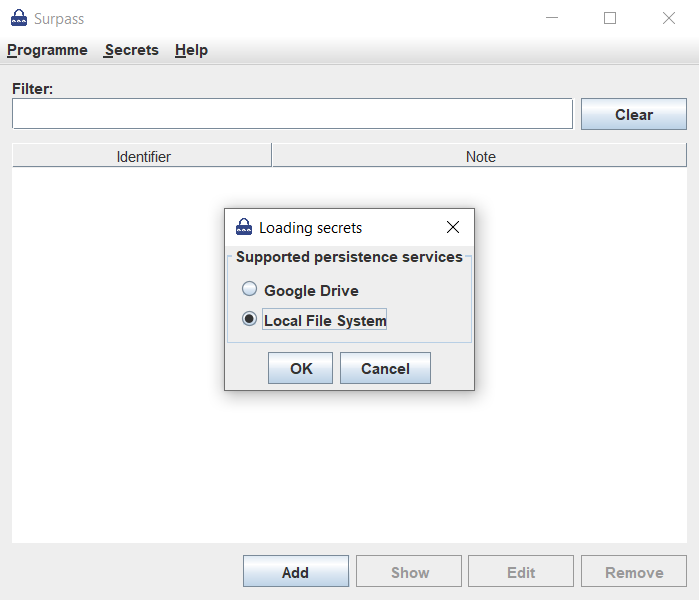 Surpass
Programme Secrets Help
Filter:
Clear
Identifier Note
Loading secrets
Supported persistence services
Google Drive
Local File System
OK Cancel
Add Show Edit Remove